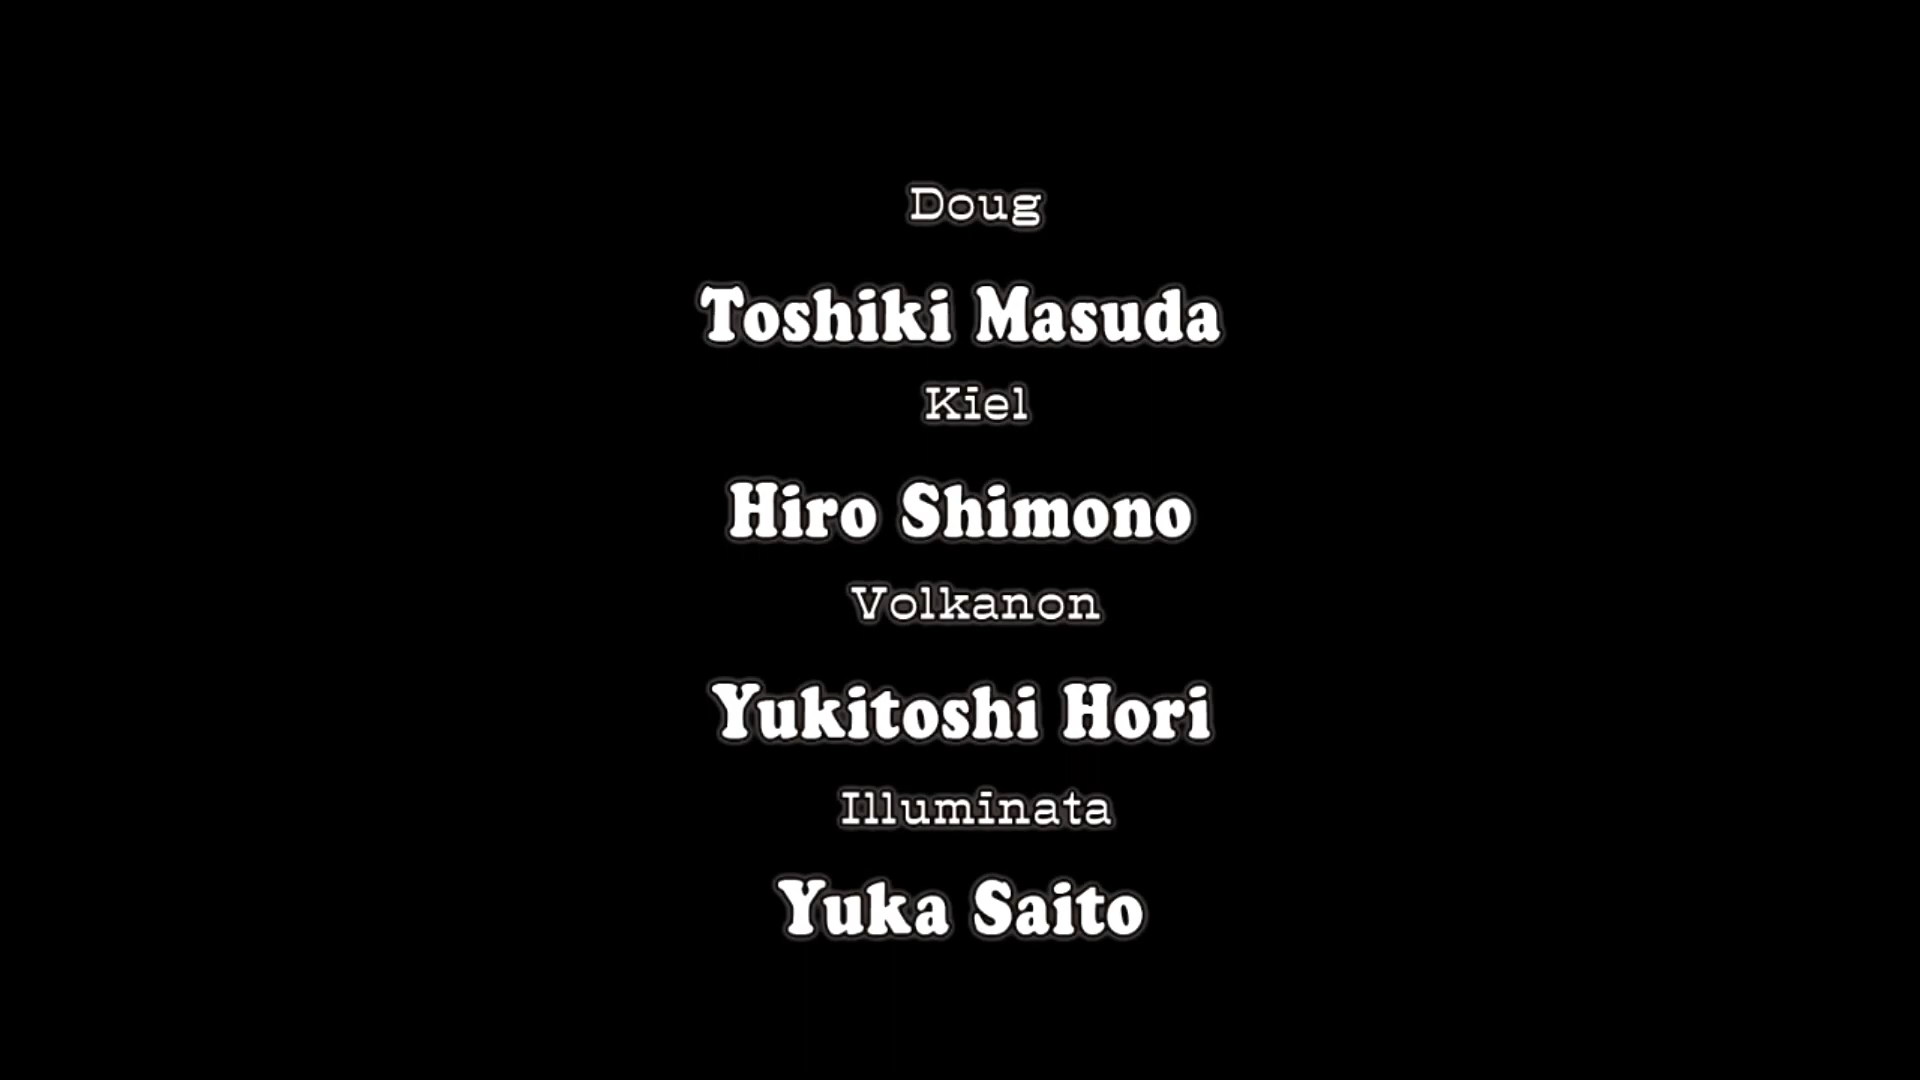 Doug
Toshiki Masuda
Kiel
Hiro Shimono
Volkanon
Yukitoshi Hori
Illuminata
Yuka Saito